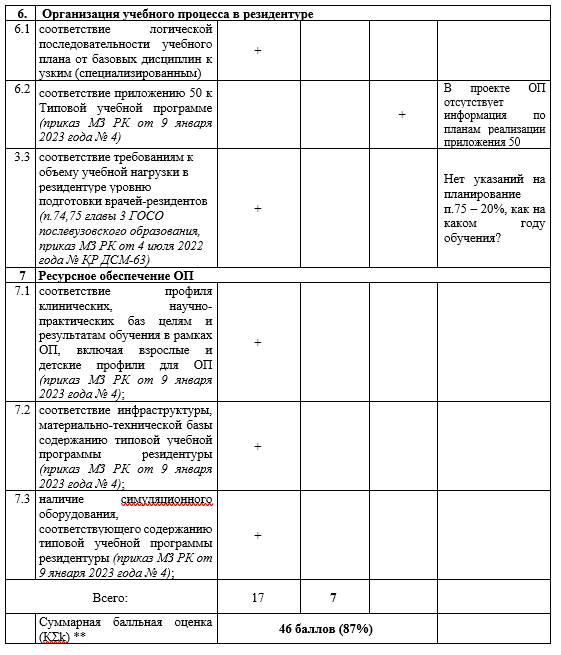 6. Организация учебного процесса в резидентуре
6.1 соответствие логической
последовательности учебного
плана от базовых дисциплин к
узким (специализированным)
+
6.2 соответствие приложению 50 к
Типовой учебной программе
(приказ МЗ РК от 9 января
2023 года № 4)
+
В проекте ОП
отсутствует
информация по
планам реализации
приложения 50
3.3 соответствие требованиям к
объему учебной нагрузки в
резидентуре уровню
подготовки врачей-резидентов
(п.74,75 главы 3 ГОСО
послевузовского образования,
приказ МЗ РК от 4 июля 2022
года № ҚР ДСМ-63)
+
Нет указаний на
планирование
п.75 – 20%, как на
каком году
обучения?
7 Ресурсное обеспечение ОП
7.1 соответствие профиля
клинических, научно-
практических баз целям и
результатам обучения в рамках
ОП, включая взрослые и
детские профили для ОП
(приказ МЗ РК от 9 января
2023 года № 4);
+
7.2 соответствие инфраструктуры,
материально-технической базы
содержанию типовой учебной
программы резидентуры
(приказ МЗ РК от 9 января
2023 года № 4);
+
7.3 наличие симуляционного
оборудования,
соответствующего содержанию
типовой учебной программы
резидентуры (приказ МЗ РК от
9 января 2023 года № 4);
+
Всего: 17 7
Суммарная балльная оценка
(КΣk) **
46 баллов (87%)